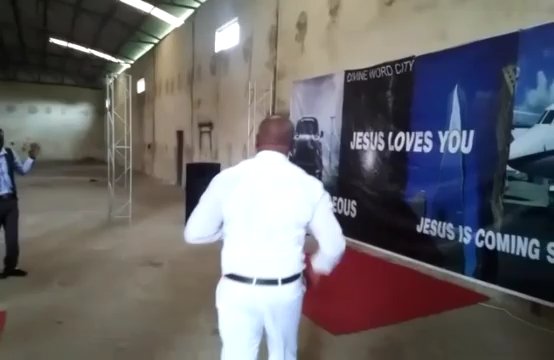 DIVINE WORD CITY
JESUS LOVES YOU
EOUS
JESUS IS COMING S